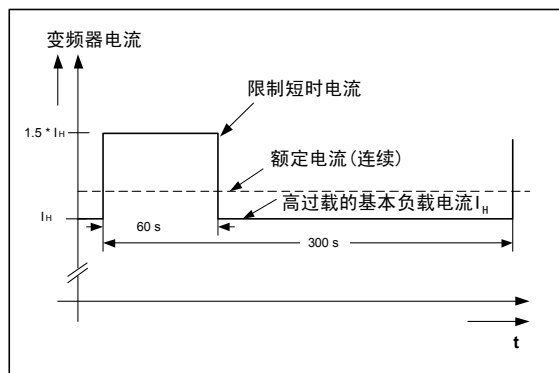 变频器电流
限制短时电流
1.5 * IH
额定电流(连续)
高过载的基本负载电流IH
IH
60 s
300 s
t